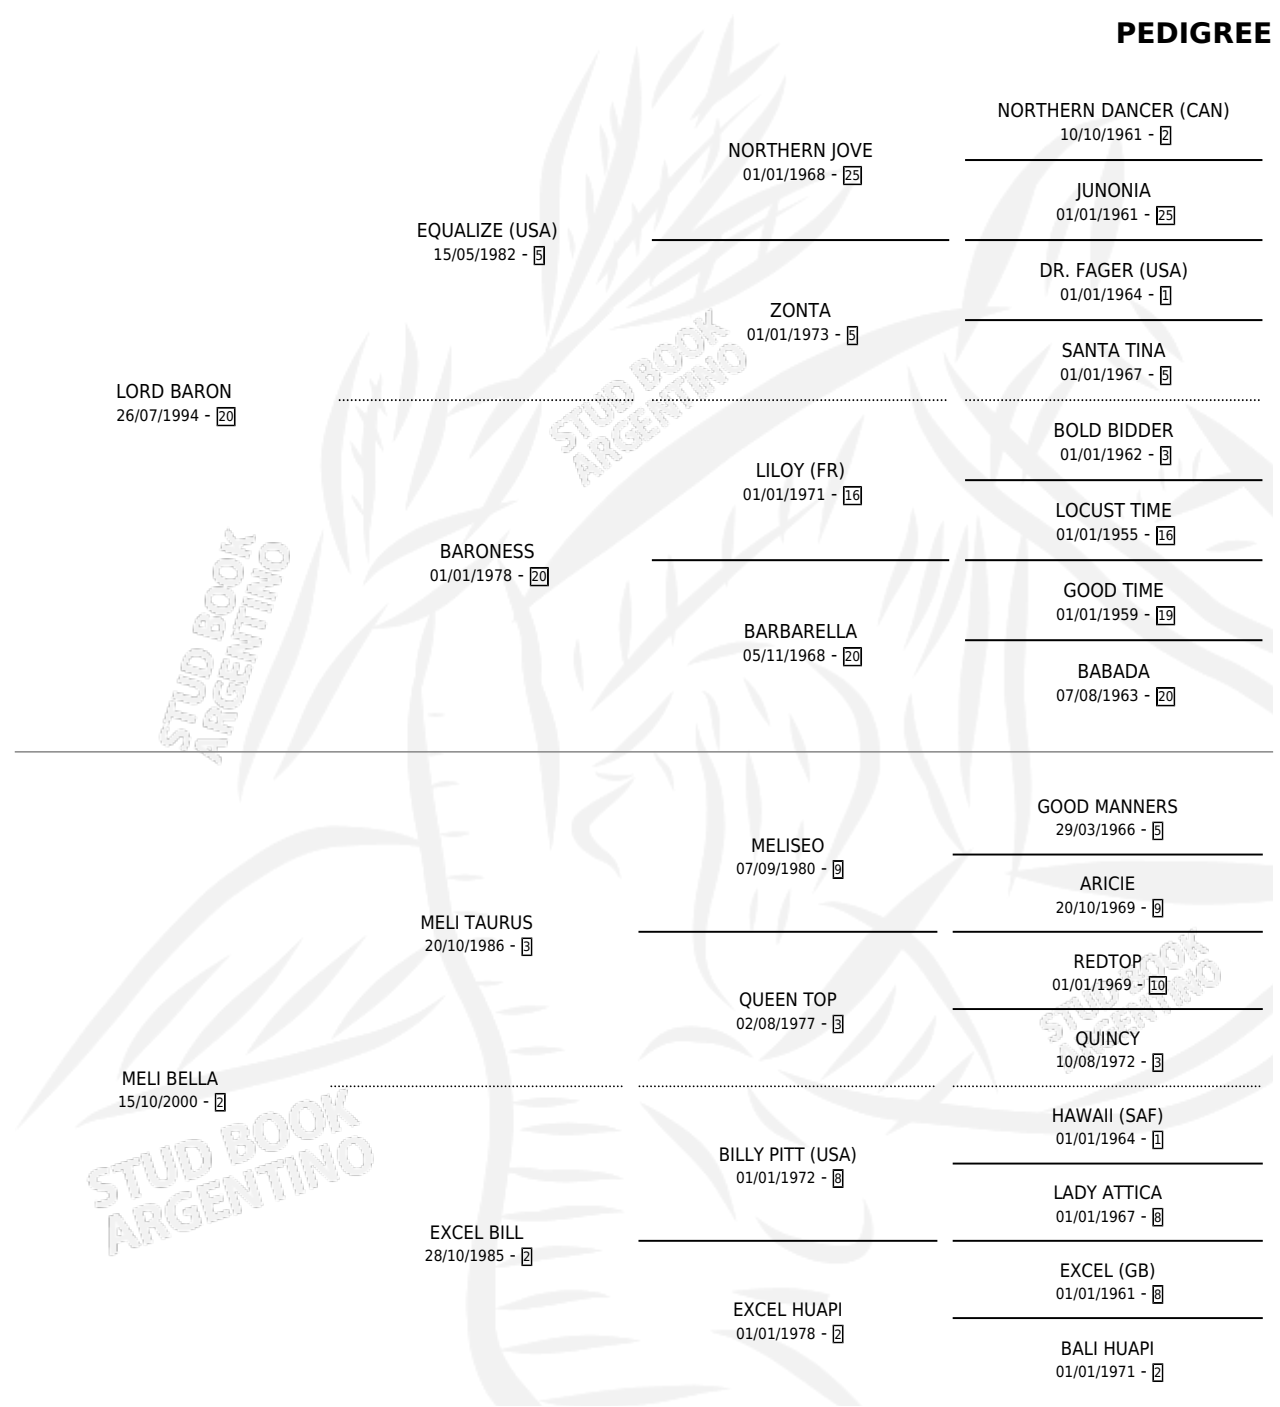 PEDIGREE
NORTHERN DANCER (CAN)
10/10/1961 - 2
NORTHERN JOVE
01/01/1968 - 25
JUNONIA
01/01/1961 - 25
EQUALIZE (USA)
15/05/1982 - 5
DR. FAGER (USA)
01/01/1964 - 1
ZONTA
01/01/1973 - 5
SANTA TINA
01/01/1967 - 5
LORD BARON
26/07/1994 - 20
BOLD BIDDER
01/01/1962 - 3
LILOY (FR)
01/01/1971 - 16
LOCUST TIME
01/01/1955 - 16
BARONESS
01/01/1978 - 20
GOOD TIME
01/01/1959 - 19
BARBARELLA
05/11/1968 - 20
BABADA
07/08/1963 - 20
GOOD MANNERS
29/03/1966 - 5
MELISEO
07/09/1980 - 9
ARICIE
20/10/1969 - 9
MELI TAURUS
20/10/1986 - 3
REDTOP
01/01/1969 - 10
QUEEN TOP
02/08/1977 - 3
QUINCY
10/08/1972 - 3
MELI BELLA
15/10/2000 - 2
HAWAII (SAF)
01/01/1964 - 1
BILLY PITT (USA)
01/01/1972 - 8
LADY ATTICA
01/01/1967 - 8
EXCEL BILL
28/10/1985 - 2
EXCEL (GB)
01/01/1961 - 8
EXCEL HUAPI
01/01/1978 - 2
BALI HUAPI
01/01/1971 - 2
STUD BOOK
ARGENTINO
STUD BOOK
ARGENTINO
STUD BOOK
ARGENTINO
STUD BOOK
ARGENTINO